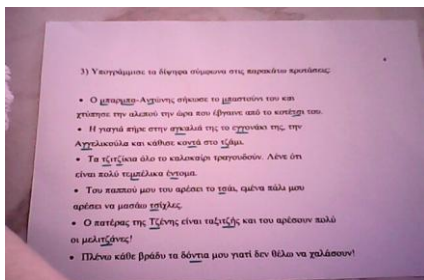 3) Υπογράμμισε τα δίψηφα σύμφωνα στις παρακάτω προτάσεις:
• Ο μπαρμπα-Αντώνης σήκωσε το μπαστούνι του και
χτύπησε την αλεπού την ώρα που έβγαινε από το κοτέτσι του.
• Η γιαγιά πήρε στην αγκαλιά της το εγγονάκι της, την
Αγγελικούλα και κάθισε κοντά στο τζάμι.
• Τα τζιτζίκια όλο το καλοκαίρι τραγουδούν. Λένε ότι
είναι πολύ τεμπέλικα έντομα.
• Του παππού μου του αρέσει το τσάι, εμένα πάλι μου
αρέσει να μασάω τσίχλες.
• Ο πατέρας της Τζένης είναι ταξιτζής και του αρέσουν πολύ
οι μελιτζάνες!
• Πλένω κάθε βράδυ τα δόντια μου γιατί δεν θέλω να χαλάσουν!